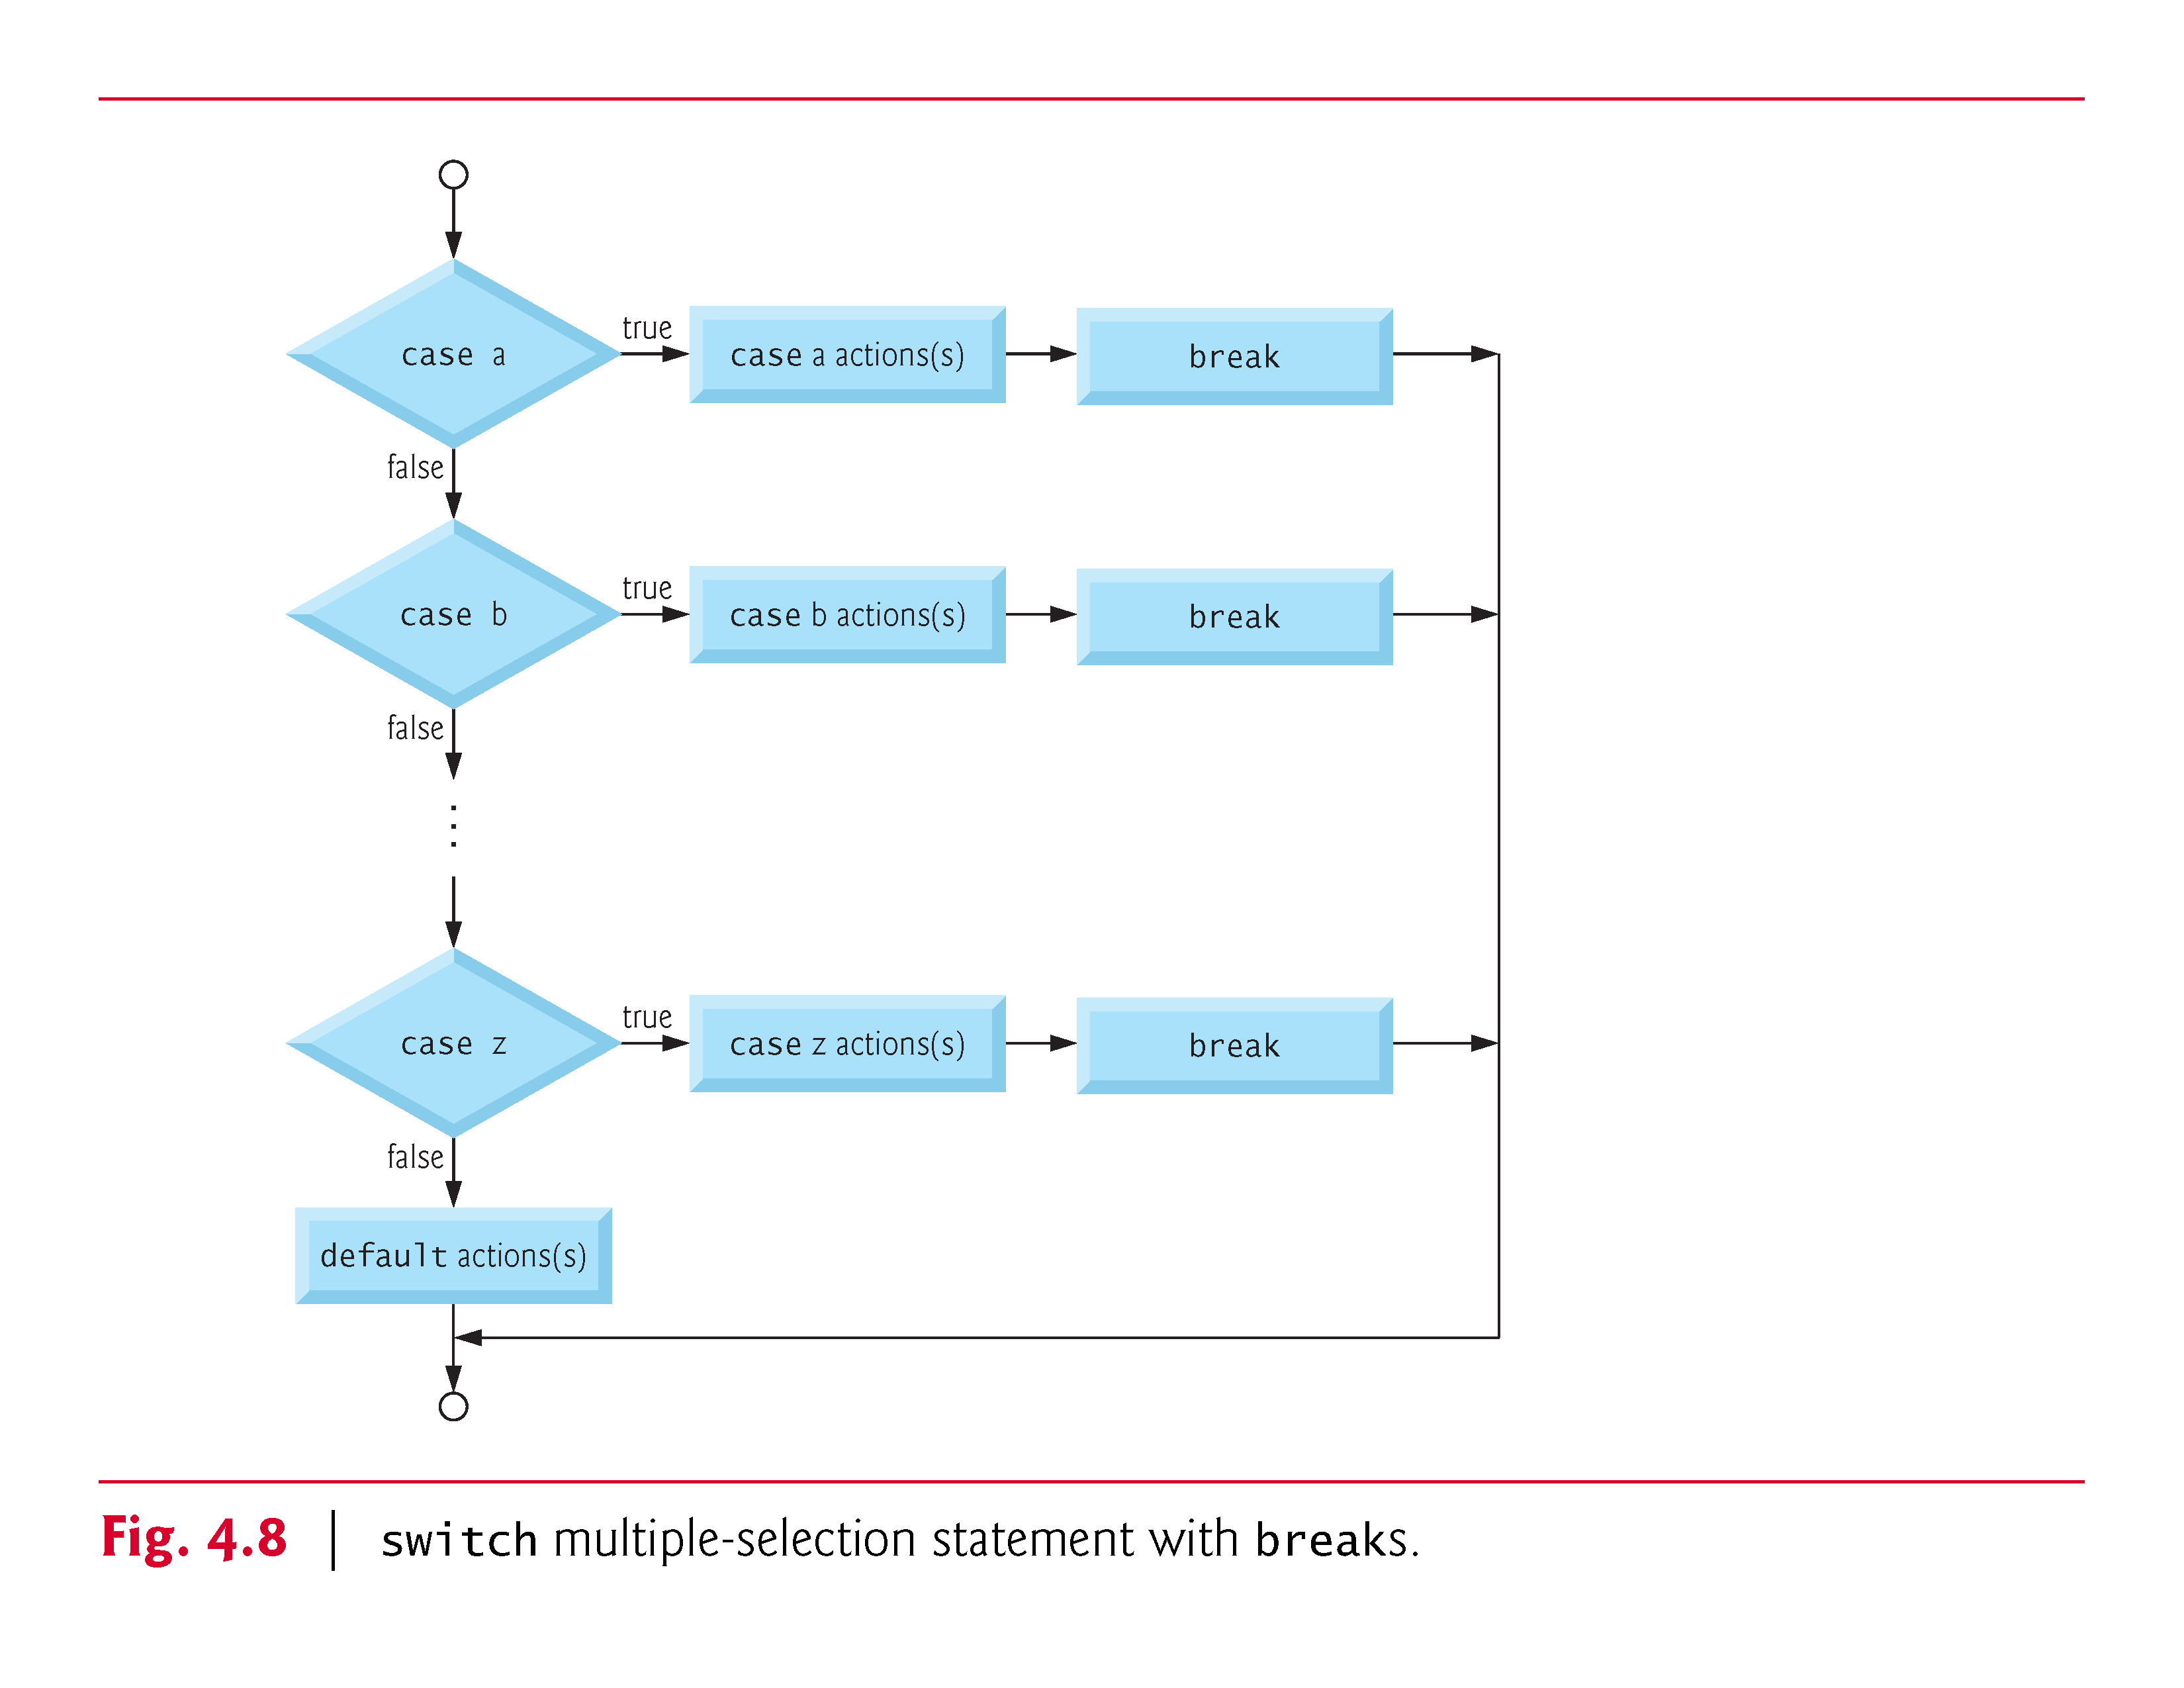 case a
true
case a actions(s)
break
false
case b
true
case b actions(s)
break
false
case z
true
case z actions(s)
break
false
default actions(s)
Fig. 4.8 | switch multiple-selection statement with breaks.